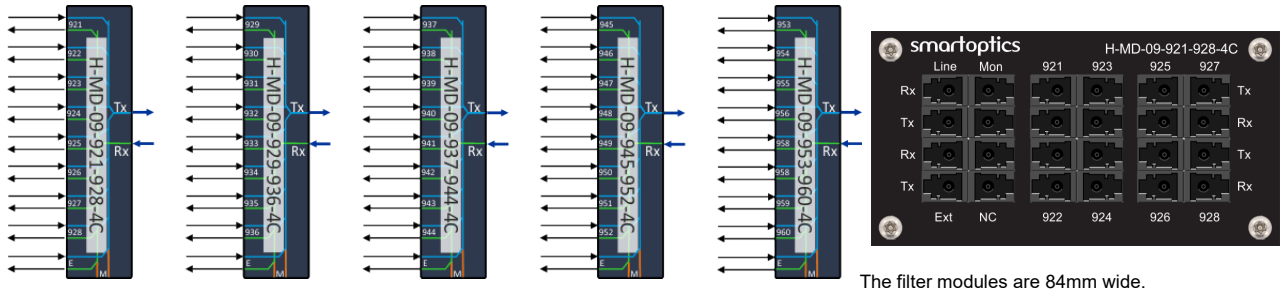 921
922
923
924
925
926
927
928
E
M
Tx
Rx
H-MD-09-921-928-4C
929
930
931
932
933
934
935
936
E
M
Tx
Rx
H-MD-09-929-936-4C
937
938
939
940
941
942
943
944
E
M
Tx
Rx
H-MD-09-937-944-4C
945
946
947
948
949
950
951
952
E
M
Tx
Rx
H-MD-09-945-952-4C
953
954
955
956
958
958
959
960
E
M
Tx
Rx
H-MD-09-953-960-4C
smartoptics
H-MD-09-921-928-4C
Line Mon 921 923 925 927
Rx Tx
Tx Rx
Rx Tx
Tx Rx
Ext NC 922 924 926 928
The filter modules are 84mm wide.